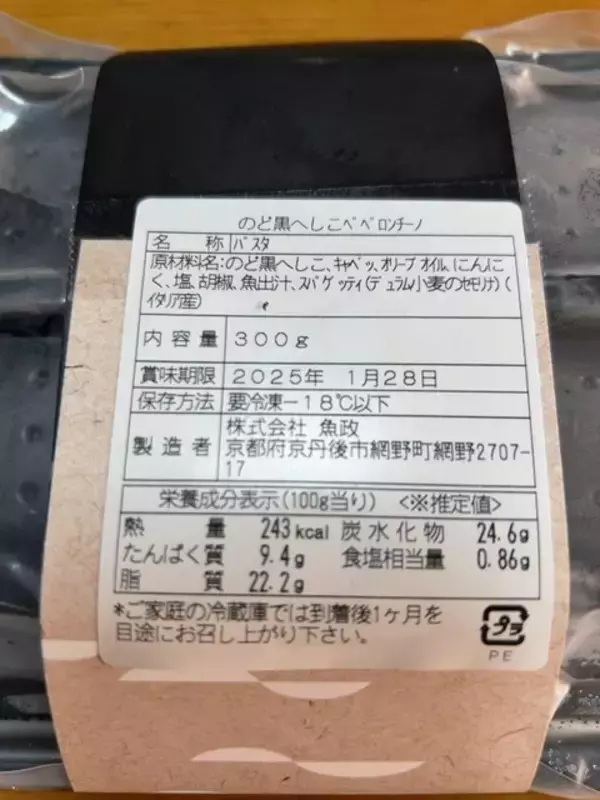 のど黒へしこペペロンチーノ
名称 パスタ
原材料名:のど黒へしこ、キャベツ、オリーブオイル、にんに
く、塩、胡椒、魚出汁、スパゲッティ(デュラム小麦のセモリナ)(
イタリア産)
内容量 300g
賞味期限 2025年 1月28日
保存方法 要冷凍-18℃以下
製造者 株式会社 魚政
京都府京丹後市網野町網野2707-
17
栄養成分表示(100g当り) <※推定値>
熱量 243kcal 炭水化物 24.6g
たんぱく質 9.4g 食塩相当量 0.86g
脂質 22.2g
*ご家庭の冷蔵庫では到着後1ヶ月を
目途にお召し上がり下さい。
プラ
PE